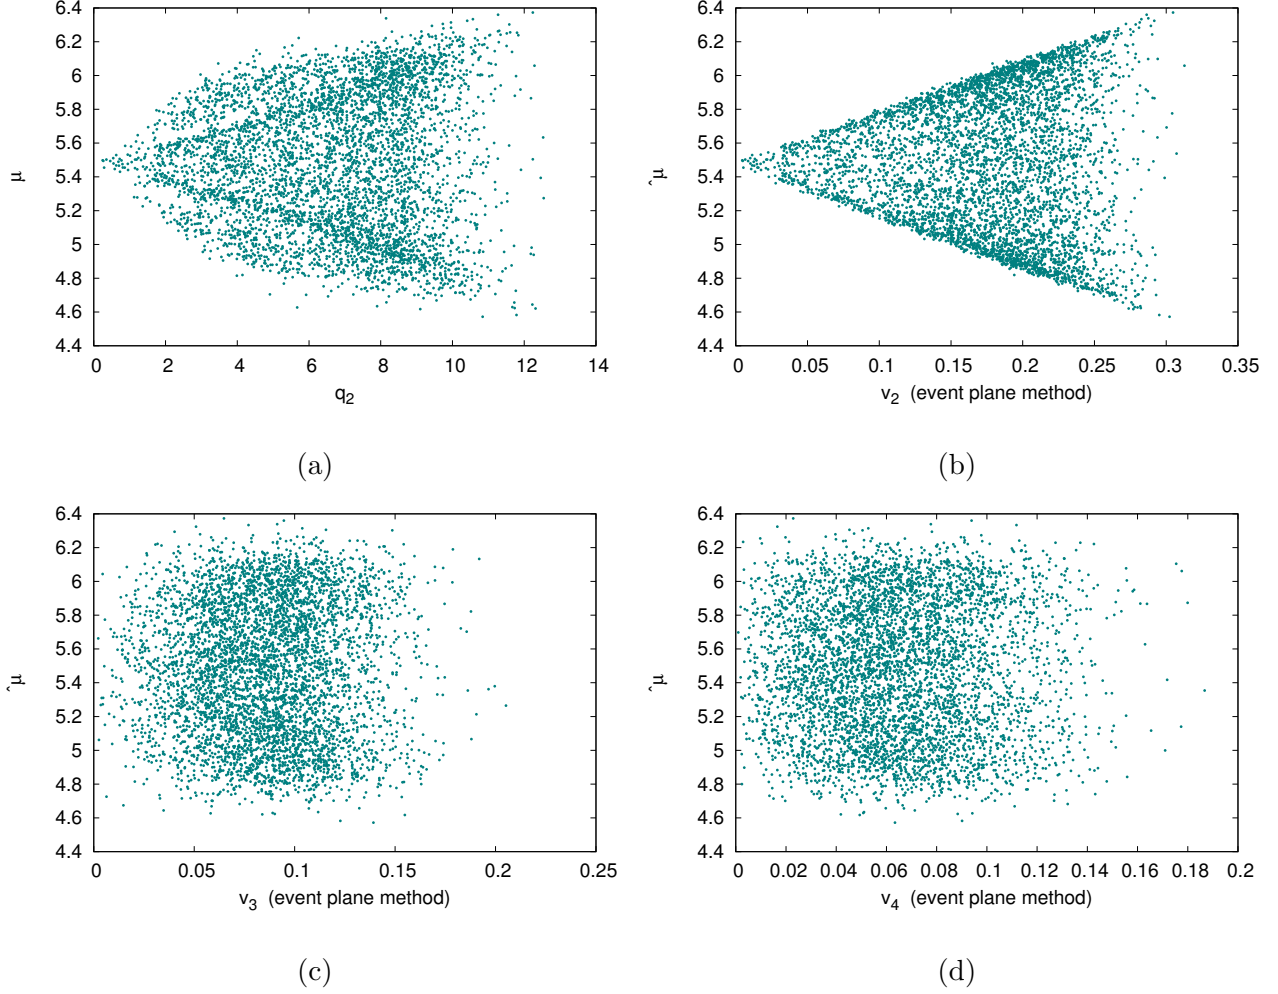 6.4
6.2
6
5.8
5.6
5.4
5.2
5
4.8
4.6
4.4
μ
0 2 4 6 8 10 12 14
q2
(a)
6.4
6.2
6
5.8
5.6
5.4
5.2
5
4.8
4.6
4.4
^μ
0 0.05 0.1 0.15 0.2 0.25 0.3 0.35
v2 (event plane method)
(b)
6.4
6.2
6
5.8
5.6
5.4
5.2
5
4.8
4.6
4.4
^μ
0 0.05 0.1 0.15 0.2 0.25
v3 (event plane method)
(c)
6.4
6.2
6
5.8
5.6
5.4
5.2
5
4.8
4.6
4.4
^μ
0 0.02 0.04 0.06 0.08 0.1 0.12 0.14 0.16 0.18 0.2
v4 (event plane method)
(d)